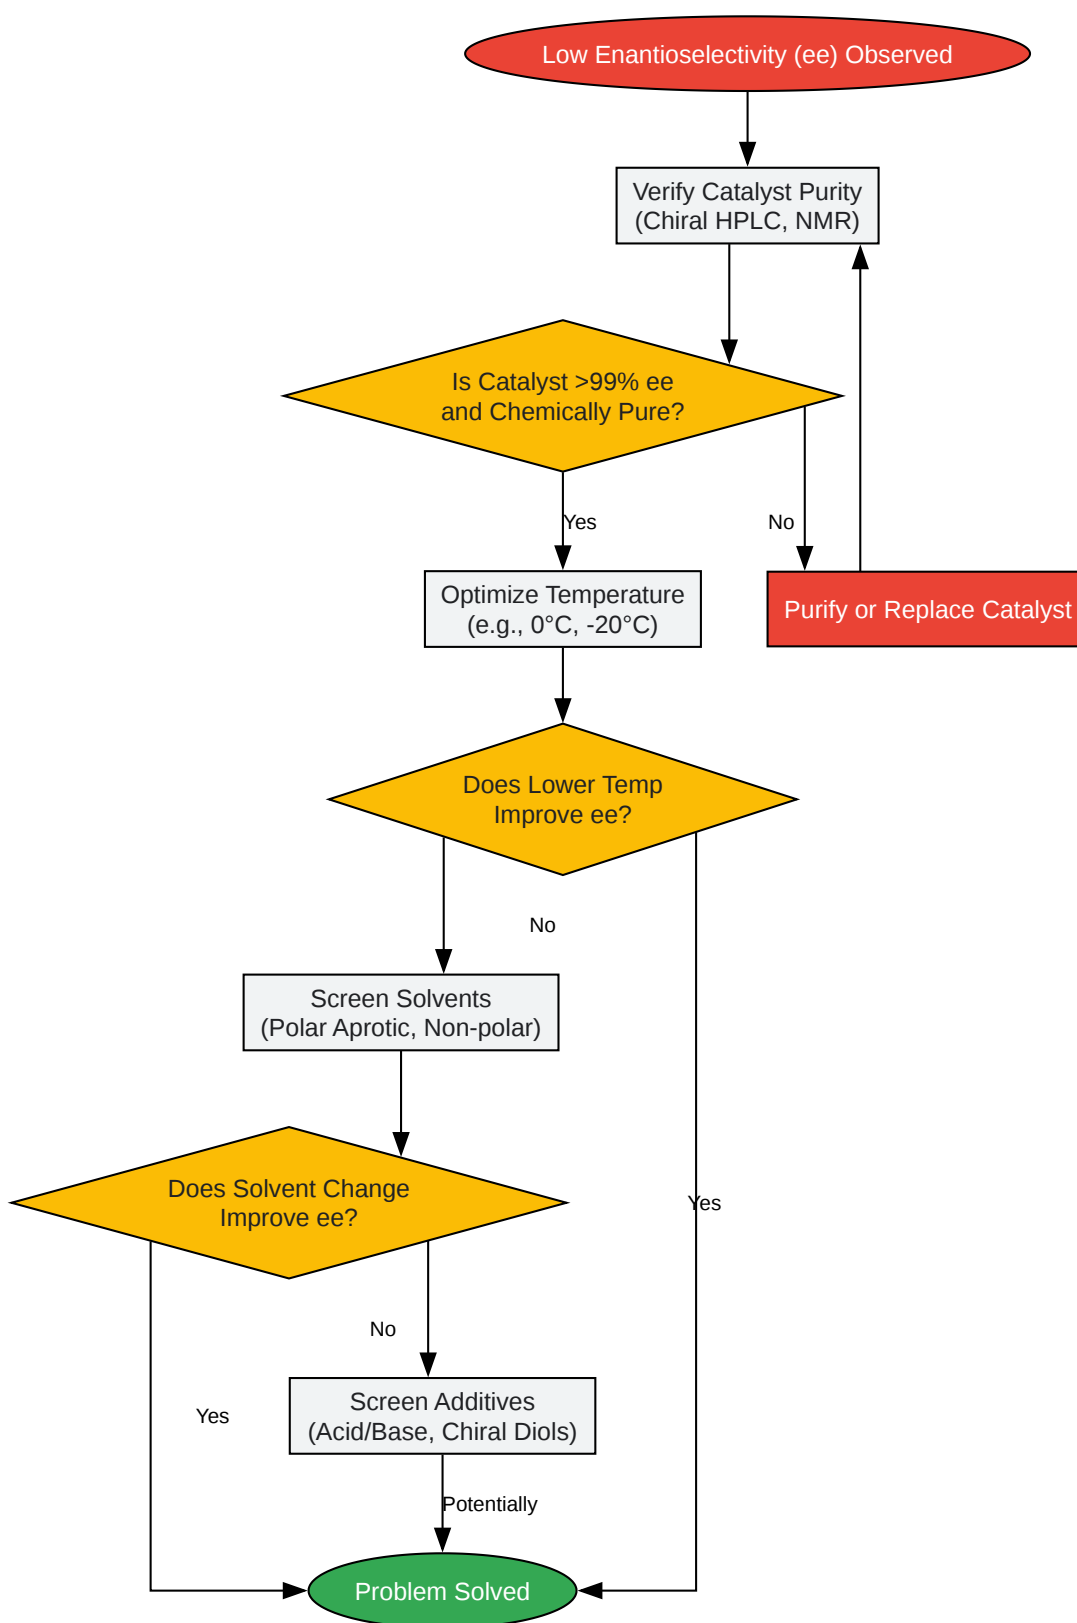 Low Enantioselectivity (ee) Observed
Verify Catalyst Purity
(Chiral HPLC, NMR)
Is Catalyst >99% ee
and Chemically Pure?
Yes
No
Optimize Temperature
(e.g., 0°C, -20°C)
Purify or Replace Catalyst
Does Lower Temp
Improve ee?
No
Screen Solvents
(Polar Aprotic, Non-polar)
Does Solvent Change
Improve ee?
Yes
No
Screen Additives
(Acid/Base, Chiral Diols)
Yes
Potentially
Problem Solved